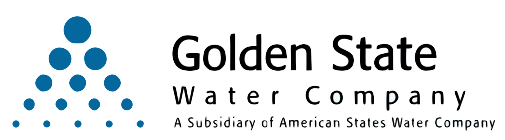 Golden State
Water Company
A Subsidiary of American States Water Company